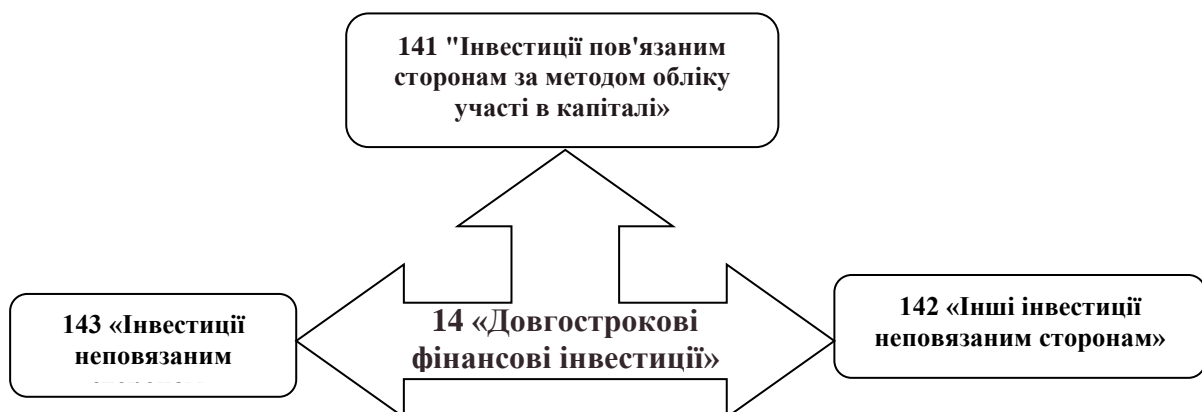 141 "Інвестиції пов'язаним
сторонам за методом обліку
участі в капіталі»
143 «Інвестиції
неповязаним
14 «Довгострокові
фінансові інвестиції»
142 «Інші інвестиції
неповязаним сторонам»